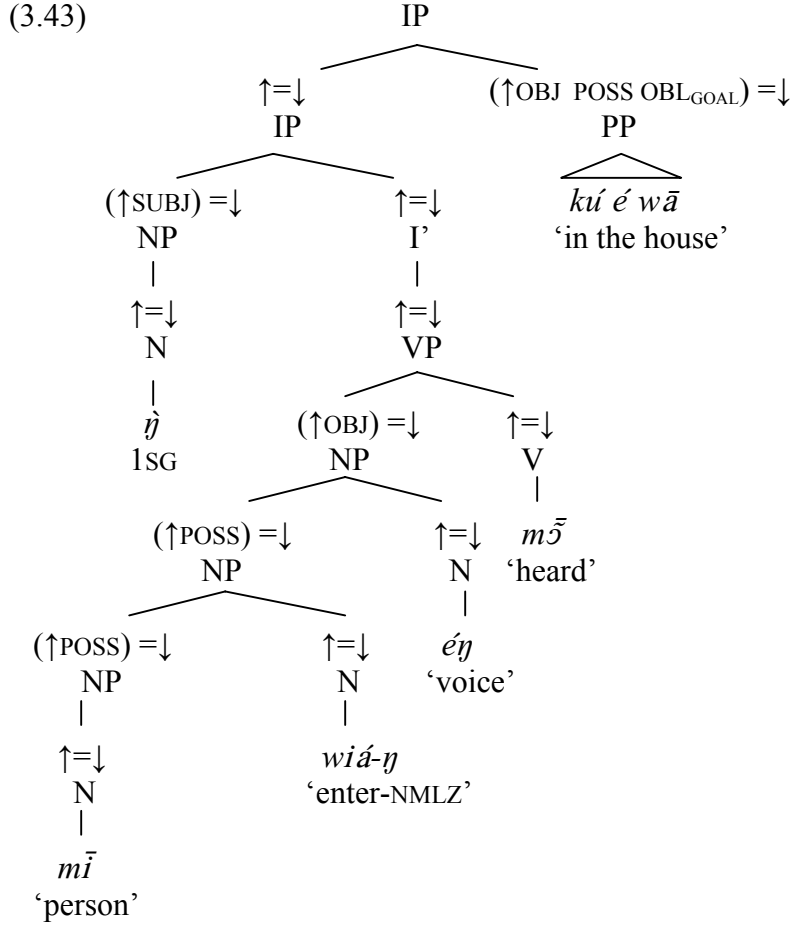 (3.43) IP
↑=↓ (↑OBJ POSS OBL_GOAL) =↓
IP PP
(↑SUBJ) =↓ ↑=↓ kú é wā
NP I’ ‘in the house’
↑=↓ ↑=↓
N VP
ŋ̀ (↑OBJ) =↓ ↑=↓
1SG NP V
(↑POSS) =↓ ↑=↓ mɔ̰̄
NP N ‘heard’
(↑POSS) =↓ ↑=↓ éŋ
NP N ‘voice’
↑=↓ wiá-ŋ
N ‘enter-NMLZ’
mī
‘person’